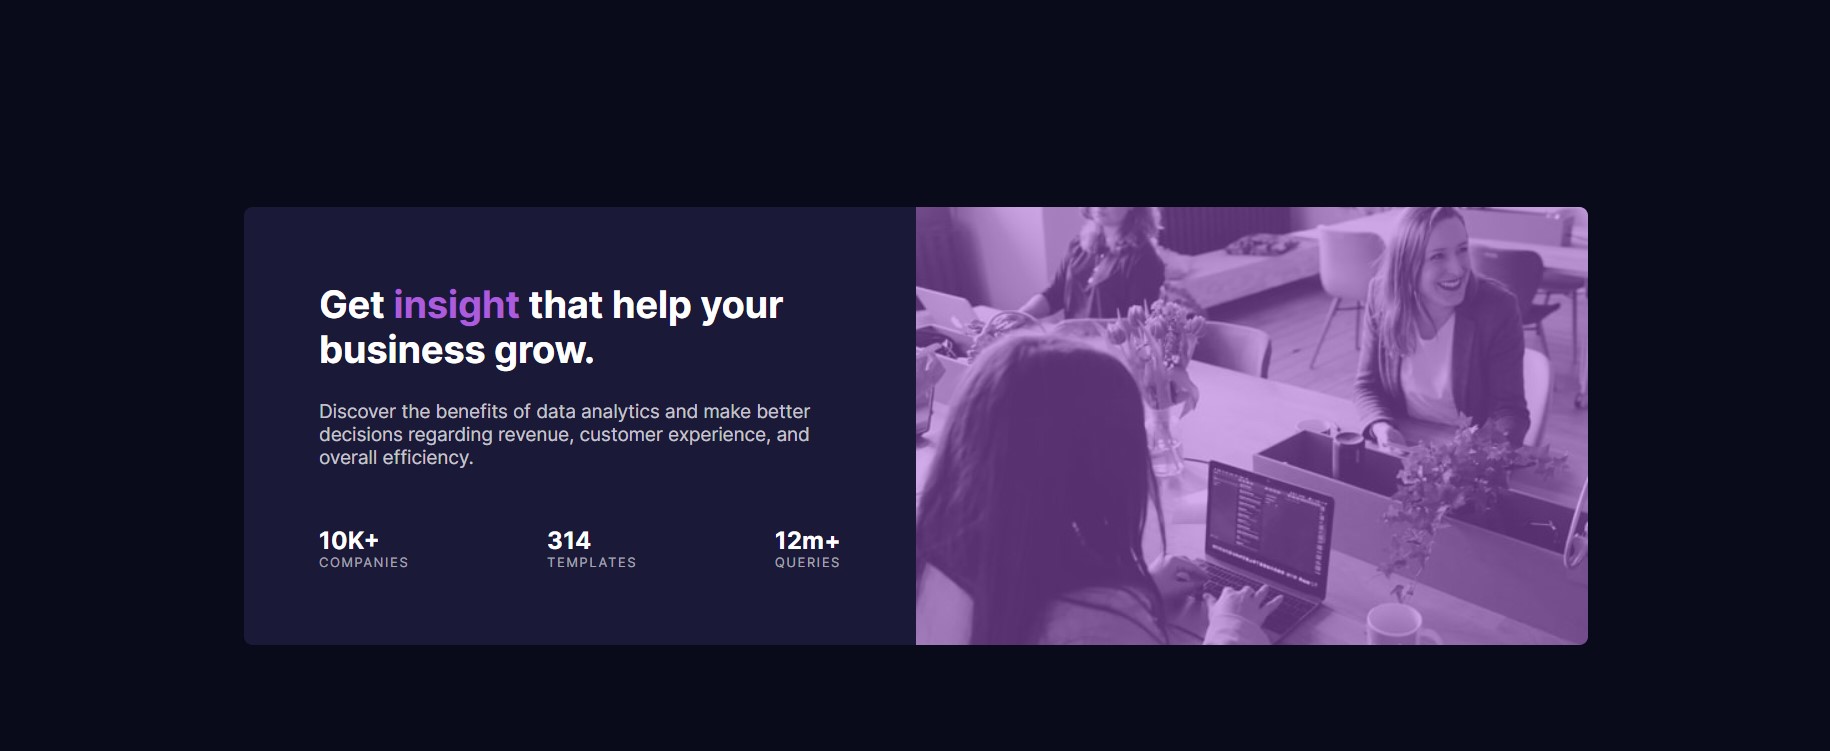 Get insight that help your
business grow.
Discover the benefits of data analytics and make better
decisions regarding revenue, customer experience, and
overall efficiency.
10K+ 314 12m+
COMPANIES TEMPLATES QUERIES